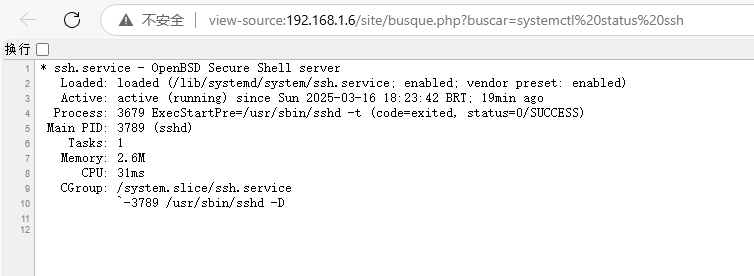 不安全 view-source:192.168.1.6/site/busque.php?buscar=systemctl%20status%20ssh
换行
1 * ssh.service - OpenBSD Secure Shell server
2 Loaded: loaded (/lib/systemd/system/ssh.service; enabled; vendor preset: enabled)
3 Active: active (running) since Sun 2025-03-16 18:23:42 BRT; 19min ago
4 Process: 3679 ExecStartPre=/usr/sbin/sshd -t (code=exited, status=0/SUCCESS)
5 Main PID: 3789 (sshd)
6 Tasks: 1
7 Memory: 2.6M
8 CPU: 31ms
9 CGroup: /system.slice/ssh.service
10 `-3789 /usr/sbin/sshd -D
11
12